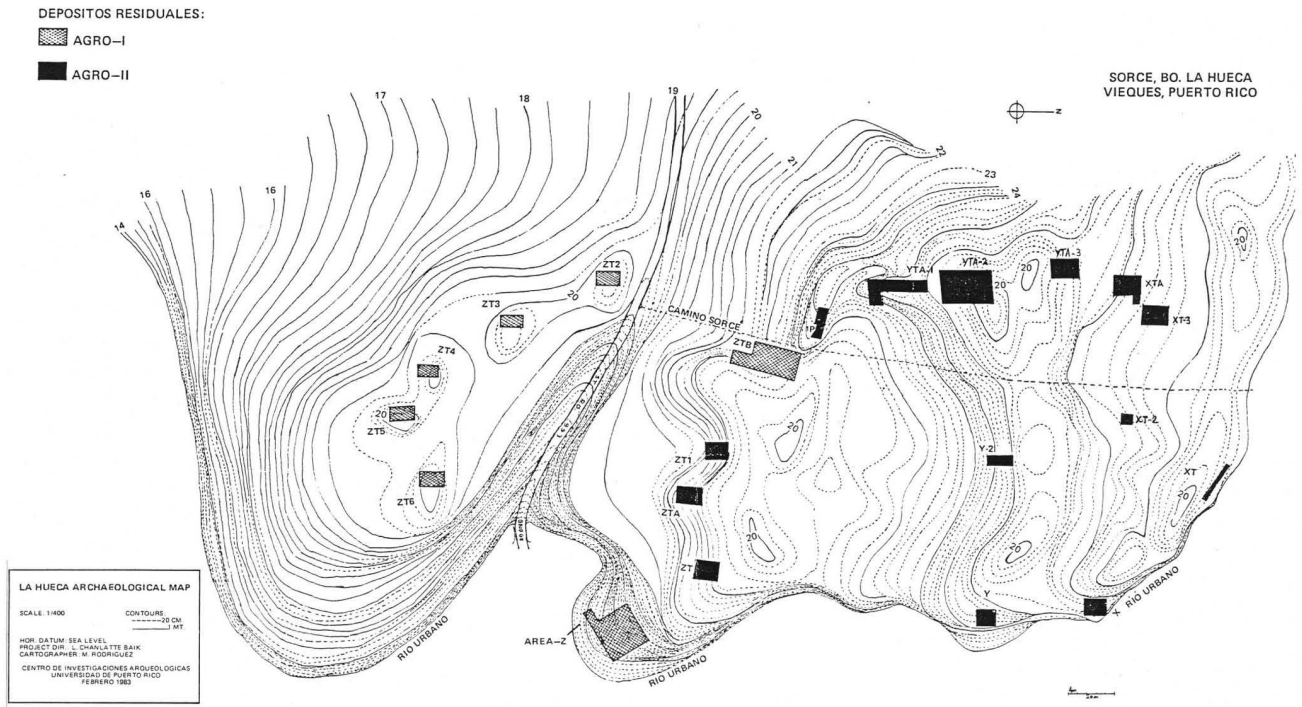 DEPOSITOS RESIDUALES:
AGRO–I
AGRO–II
SORCE, BO. LA HUECA
VIEQUES, PUERTO RICO
N
17
18
19
20
21
22
23
24
16
16
14
ZT2
20
ZT3
ZT4
20
ZT5
ZT6
CAMINO SORCE
ZTB
YTA-1
YTA-2
20
20
YTA-3
XTA
XT-3
20
XT-2
XT
20
Y-2
20
ZT1
ZTA
20
ZT
20
Y
X
RIO URBANO
AREA–Z
RIO URBANO
RIO URBANO
LA HUECA ARCHAEOLOGICAL MAP
SCALE: 1/400
CONTOURS:
20 CM.
1 MT.
HOR. DATUM: SEA LEVEL
PROJECT DIR.: L. CHANLATTE BAIK
CARTOGRAPHER: M. RODRIGUEZ
CENTRO DE INVESTIGACIONES ARQUEOLOGICAS
UNIVERSIDAD DE PUERTO RICO
FEBRERO 1983
20m